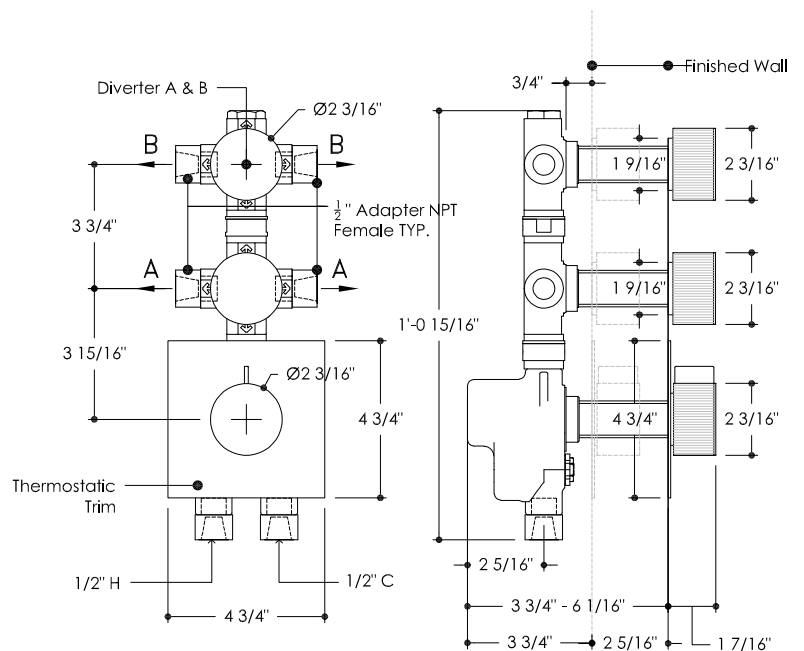 Diverter A & B
Ø2 3/16"
B
B
3 3/4"
½" Adapter NPT
Female TYP.
A
A
3 15/16"
Ø2 3/16"
4 3/4"
Thermostatic
Trim
1/2" H
1/2" C
4 3/4"
Finished Wall
3/4"
1 9/16"
2 3/16"
1 9/16"
2 3/16"
1'-0 15/16"
4 3/4"
2 3/16"
2 5/16"
3 3/4" - 6 1/16"
3 3/4"
2 5/16"
1 7/16"